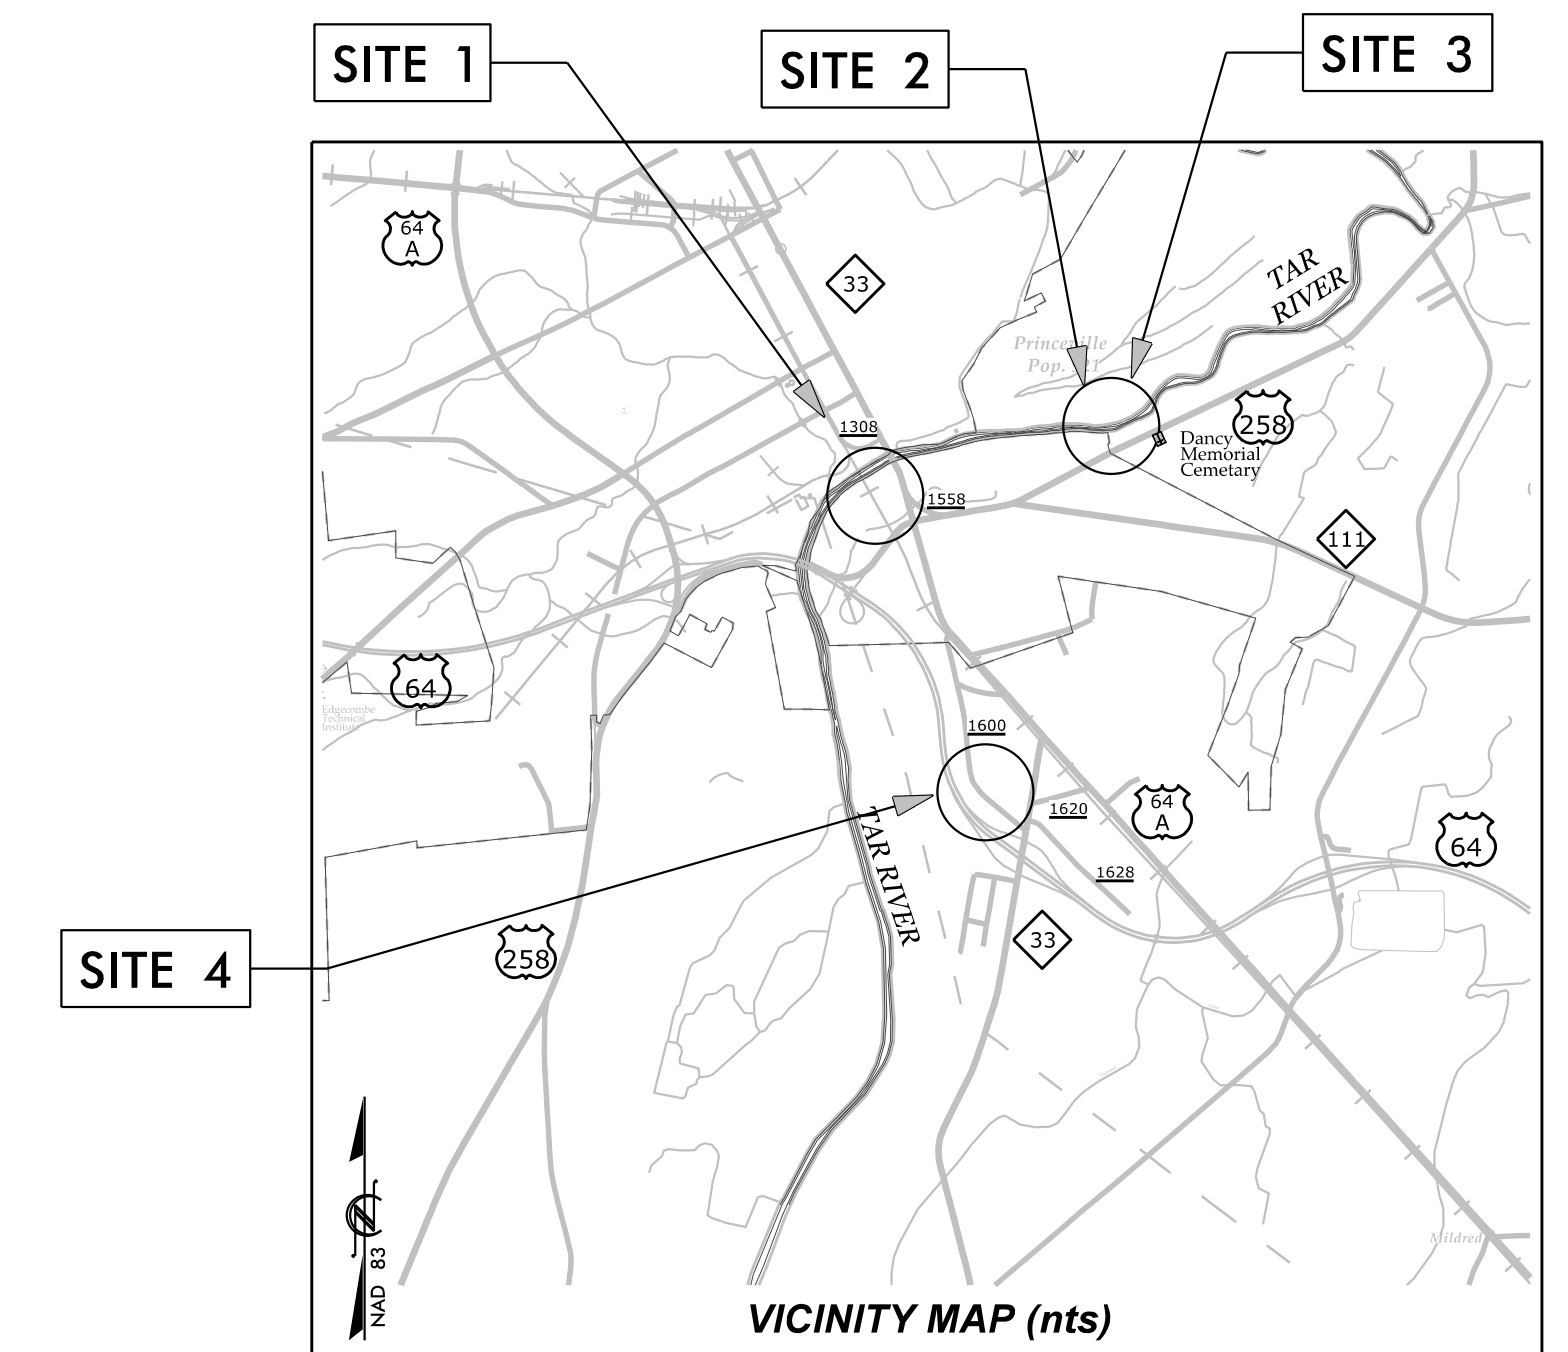 SITE 1
SITE 2
SITE 3
64
A
33
TAR
RIVER
Princeville
258
1308
Dancy
Memorial
Cemetary
1558
111
64
Edgecombe
Technical
Institute
1600
1620
64
A
64
TAR RIVER
1628
33
258
SITE 4
Mildred
NAD 83
VICINITY MAP (nts)